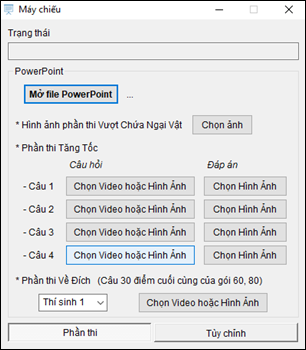 Máy chiếu
Trạng thái
PowerPoint
Mở file PowerPoint ...
* Hình ảnh phần thi Vượt Chứa Ngại Vật Chọn ảnh
* Phần thi Tăng Tốc
Câu hỏi Đáp án
- Câu 1 Chọn Video hoặc Hình Ảnh Chọn Hình Ảnh
- Câu 2 Chọn Video hoặc Hình Ảnh Chọn Hình Ảnh
- Câu 3 Chọn Video hoặc Hình Ảnh Chọn Hình Ảnh
- Câu 4 Chọn Video hoặc Hình Ảnh Chọn Hình Ảnh
* Phần thi Về Đích (Câu 30 điểm cuối cùng của gói 60, 80)
Thí sinh 1 Chọn Video hoặc Hình Ảnh
Phần thi Tùy chỉnh